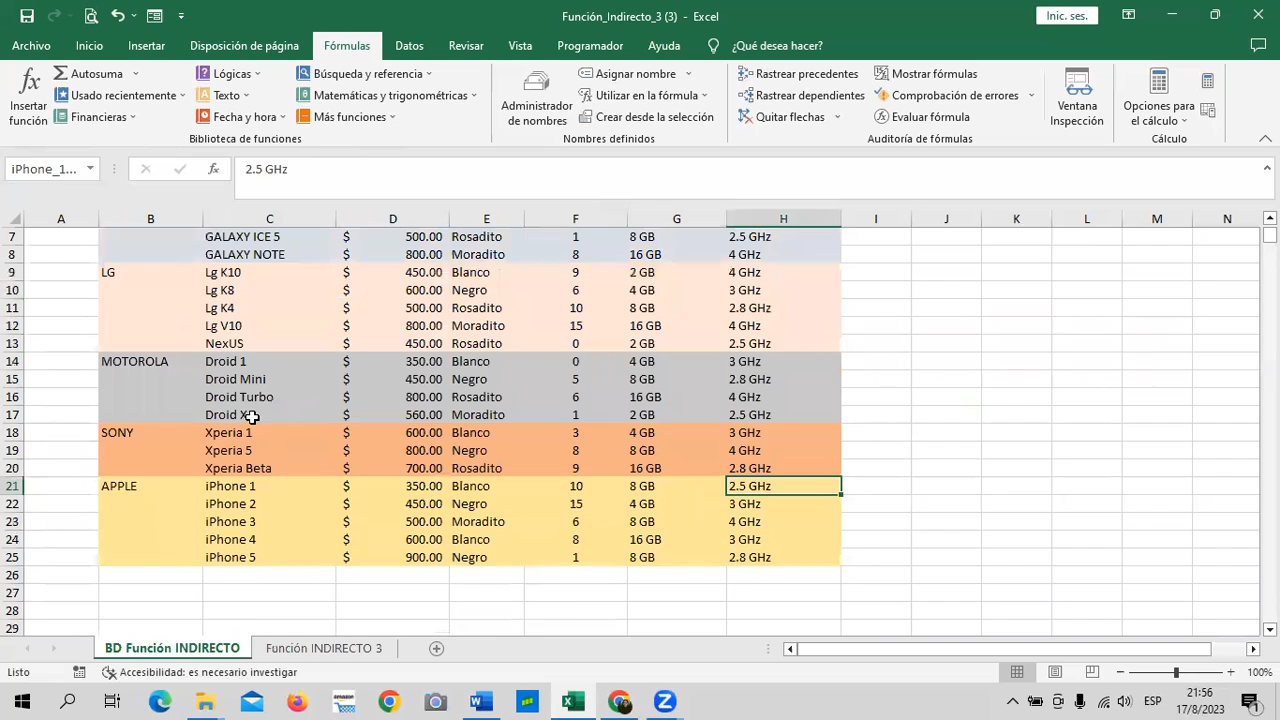 Función_Indirecto_3 (3) - Excel
Inic. ses.
Archivo Inicio Insertar Disposición de página Fórmulas Datos Revisar Vista Programador Ayuda ¿Qué desea hacer?
Insertar función
Autosuma
Usado recientemente
Financieras
Lógicas
Texto
Fecha y hora
Búsqueda y referencia
Matemáticas y trigonométricas
Más funciones
Biblioteca de funciones
Administrador de nombres
Asignar nombre
Utilizar en la fórmula
Crear desde la selección
Nombres definidos
Rastrear precedentes
Rastrear dependientes
Quitar flechas
Mostrar fórmulas
Comprobación de errores
Evaluar fórmula
Auditoría de fórmulas
Ventana Inspección
Opciones para el cálculo
Cálculo
iPhone_1... fx 2.5 GHz
A B C D E F G H I J K L M N
7 GALAXY ICE 5 $ 500.00 Rosadito 1 8 GB 2.5 GHz
8 GALAXY NOTE $ 800.00 Moradito 8 16 GB 4 GHz
9 LG Lg K10 $ 450.00 Blanco 9 2 GB 4 GHz
10 Lg K8 $ 600.00 Negro 6 4 GB 3 GHz
11 Lg K4 $ 500.00 Rosadito 10 8 GB 2.8 GHz
12 Lg V10 $ 800.00 Moradito 15 16 GB 4 GHz
13 NexUS $ 450.00 Rosadito 0 2 GB 2.5 GHz
14 MOTOROLA Droid 1 $ 350.00 Blanco 0 4 GB 3 GHz
15 Droid Mini $ 450.00 Negro 5 8 GB 2.8 GHz
16 Droid Turbo $ 800.00 Rosadito 6 16 GB 4 GHz
17 Droid X $ 560.00 Moradito 1 2 GB 2.5 GHz
18 SONY Xperia 1 $ 600.00 Blanco 3 4 GB 3 GHz
19 Xperia 5 $ 800.00 Negro 8 8 GB 4 GHz
20 Xperia Beta $ 700.00 Rosadito 9 16 GB 2.8 GHz
21 APPLE iPhone 1 $ 350.00 Blanco 10 8 GB 2.5 GHz
22 iPhone 2 $ 450.00 Negro 15 4 GB 3 GHz
23 iPhone 3 $ 500.00 Moradito 6 8 GB 4 GHz
24 iPhone 4 $ 600.00 Blanco 8 16 GB 3 GHz
25 iPhone 5 $ 900.00 Negro 1 8 GB 2.8 GHz
26
27
28
29
BD Función INDIRECTO Función INDIRECTO 3
Listo Accesibilidad: es necesario investigar 100%
ESP 21:56
17/8/2023